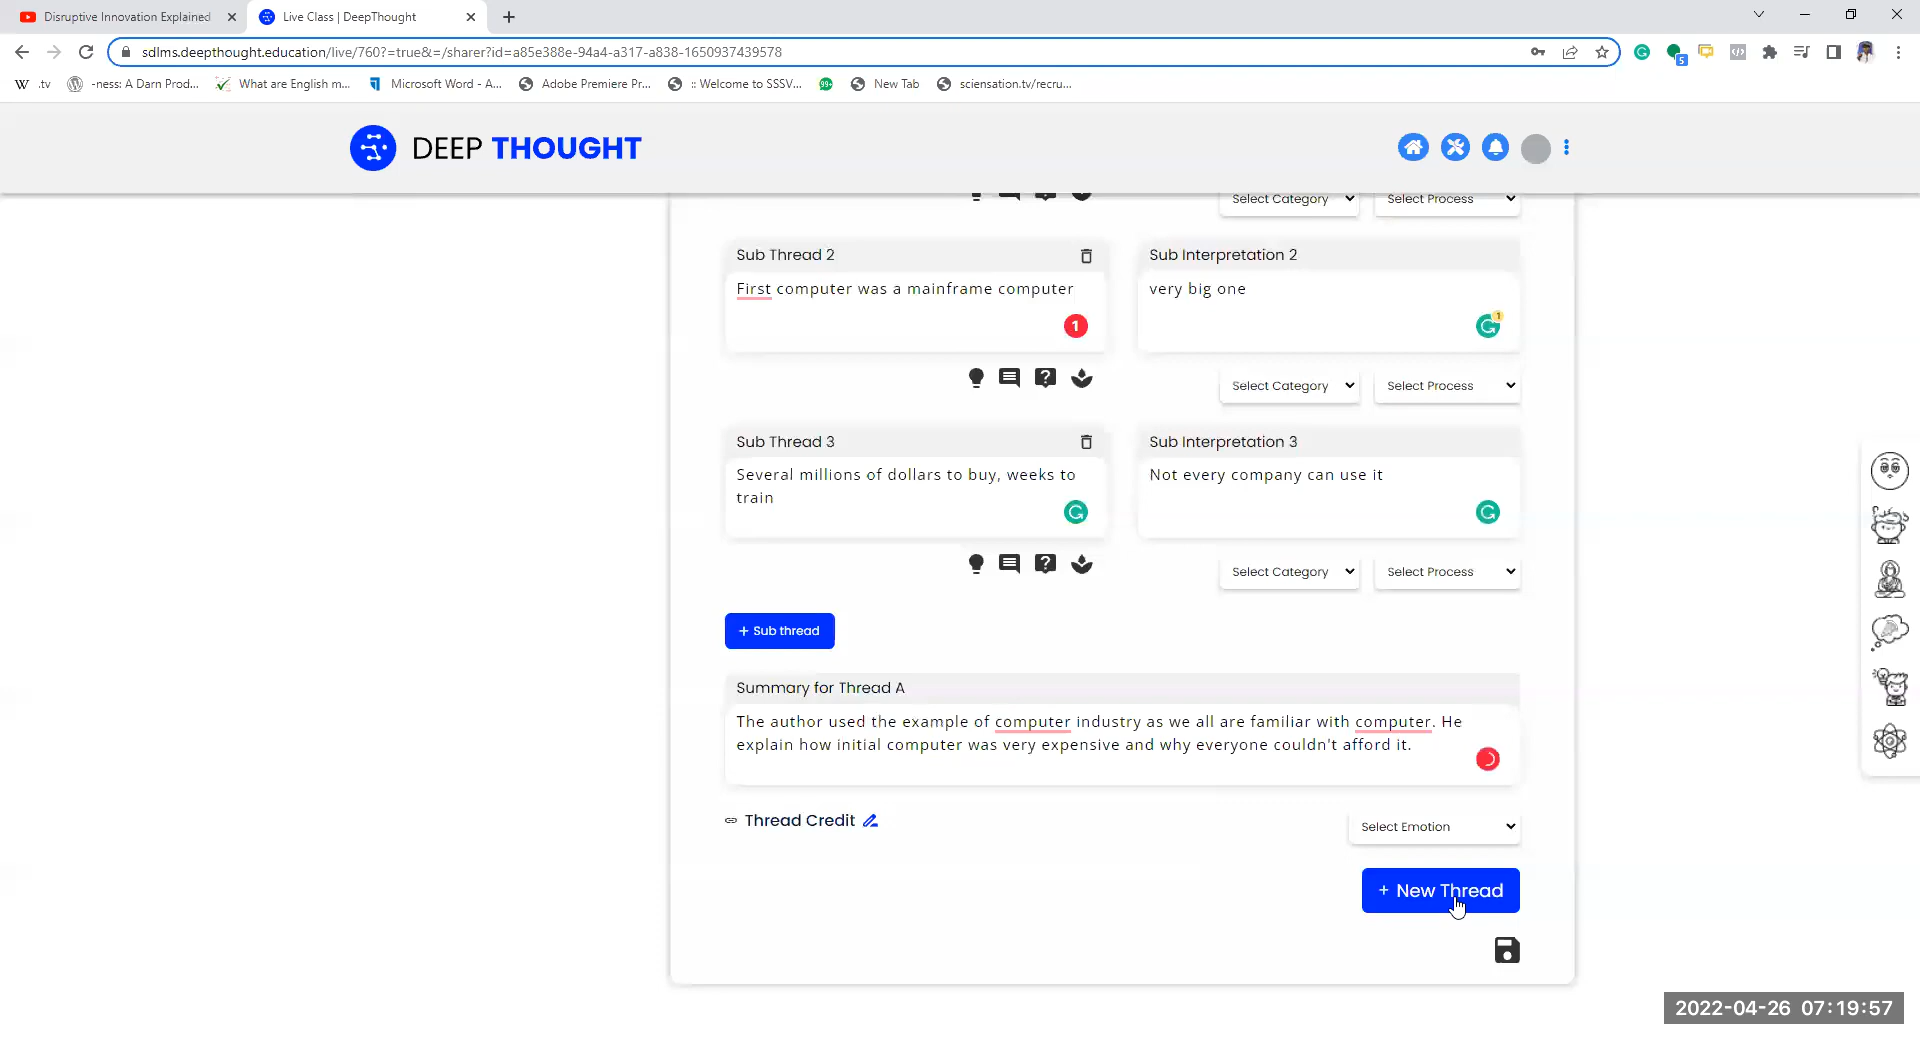 Disruptive Innovation Explained
Live Class | DeepThought
sdlms.deepthought.education/live/760?=true&=/sharer?id=a85e388e-94a4-a317-a838-1650937439578
5
W .tv
-ness: A Darn Prod...
What are English m...
Microsoft Word - A...
Adobe Premiere Pr...
:: Welcome to SSSV...
99+
New Tab
sciensation.tv/recru...
DEEP THOUGHT
Select Category
Select Process
Sub Thread 2
Sub Interpretation 2
First computer was a mainframe computer
very big one
1
1
Select Category
Select Process
Sub Thread 3
Sub Interpretation 3
Several millions of dollars to buy, weeks to
train
Not every company can use it
Select Category
Select Process
+ Sub thread
Summary for Thread A
The author used the example of computer industry as we all are familiar with computer. He
explain how initial computer was very expensive and why everyone couldn't afford it.
Thread Credit
Select Emotion
+ New Thread
2022-04-26 07:19:57